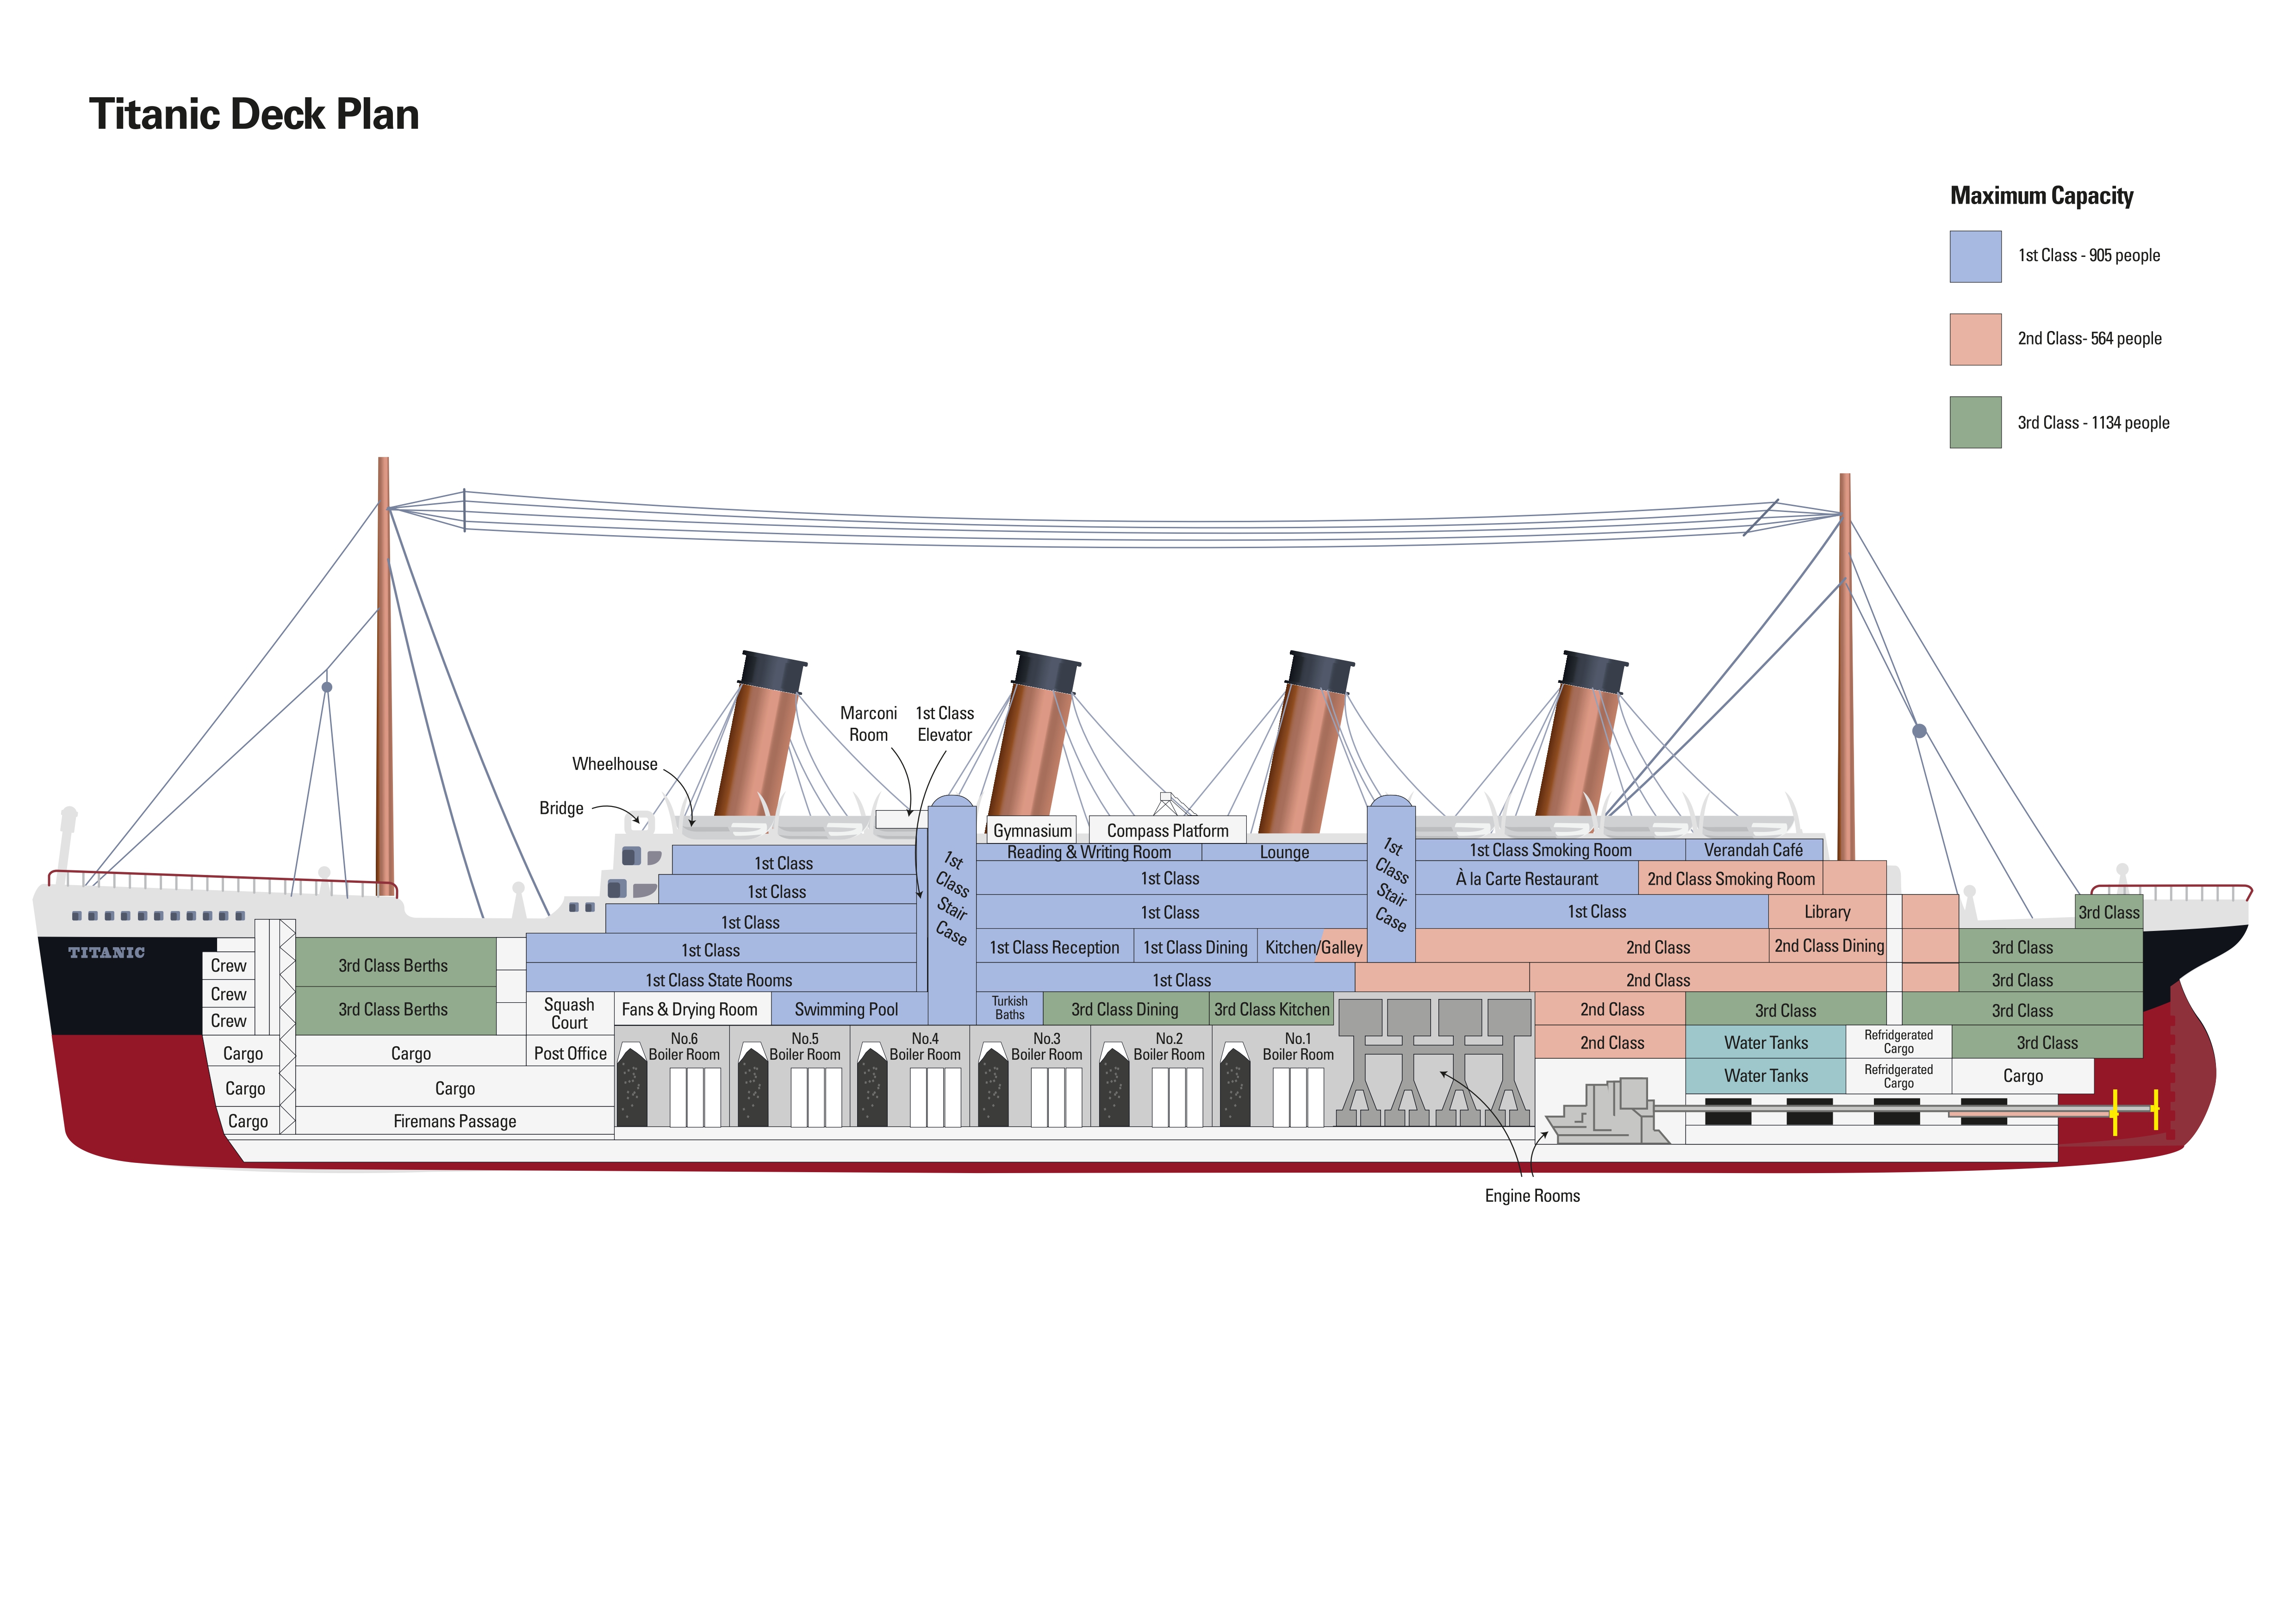 Titanic Deck Plan
Maximum Capacity
1st Class - 905 people
2nd Class- 564 people
3rd Class - 1134 people
Marconi
Room
1st Class
Elevator
Wheelhouse
Bridge
Gymnasium
Compass Platform
1st Class
Reading & Writing Room
Lounge
1st Class Smoking Room
Verandah Café
1st
Class
Stair
Case
1st
Class
Stair
Case
1st Class
1st Class
À la Carte Restaurant
2nd Class Smoking Room
1st Class
1st Class
1st Class
Library
3rd Class
TITANIC
1st Class
1st Class Reception
1st Class Dining
Kitchen/Galley
2nd Class
2nd Class Dining
3rd Class
Crew
3rd Class Berths
1st Class State Rooms
1st Class
2nd Class
3rd Class
Crew
Crew
3rd Class Berths
Squash
Court
Fans & Drying Room
Swimming Pool
Turkish
Baths
3rd Class Dining
3rd Class Kitchen
2nd Class
3rd Class
3rd Class
Cargo
Cargo
Post Office
No.6
Boiler Room
No.5
Boiler Room
No.4
Boiler Room
No.3
Boiler Room
No.2
Boiler Room
No.1
Boiler Room
2nd Class
Water Tanks
Refridgerated
Cargo
3rd Class
Cargo
Cargo
Water Tanks
Refridgerated
Cargo
Cargo
Cargo
Firemans Passage
Engine Rooms